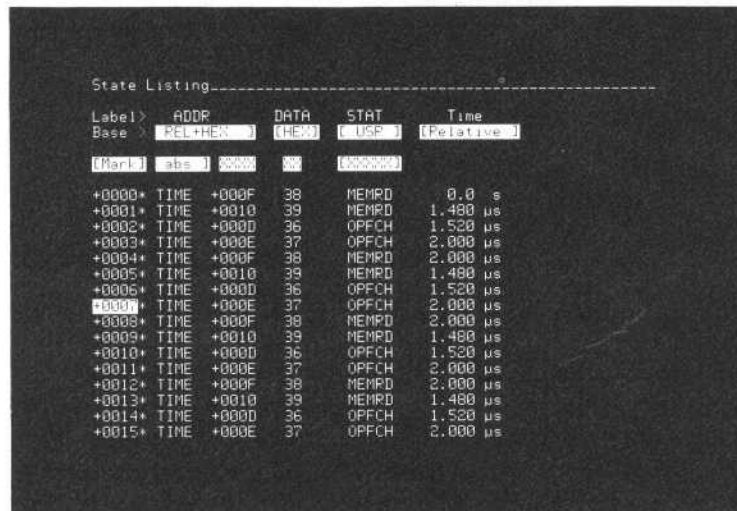 State Listing
Label> ADDR DATA STAT Time
Base > [ REL+HEX ] [HEX] [ USP ] [Relative ]
[Mark] [ abs ] XXXX XX [XXXXX]
+0000* TIME +000F 38 MEMRD 0.0 s
+0001* TIME +0010 39 MEMRD 1.480 µs
+0002* TIME +000D 36 OPFCH 1.520 µs
+0003* TIME +000E 37 OPFCH 2.000 µs
+0004* TIME +000F 38 MEMRD 2.000 µs
+0005* TIME +0010 39 MEMRD 1.480 µs
+0006* TIME +000D 36 OPFCH 1.520 µs
+0007* TIME +000E 37 OPFCH 2.000 µs
+0008* TIME +000F 38 MEMRD 2.000 µs
+0009* TIME +0010 39 MEMRD 1.480 µs
+0010* TIME +000D 36 OPFCH 1.520 µs
+0011* TIME +000E 37 OPFCH 2.000 µs
+0012* TIME +000F 38 MEMRD 2.000 µs
+0013* TIME +0010 39 MEMRD 1.480 µs
+0014* TIME +000D 36 OPFCH 1.520 µs
+0015* TIME +000E 37 OPFCH 2.000 µs